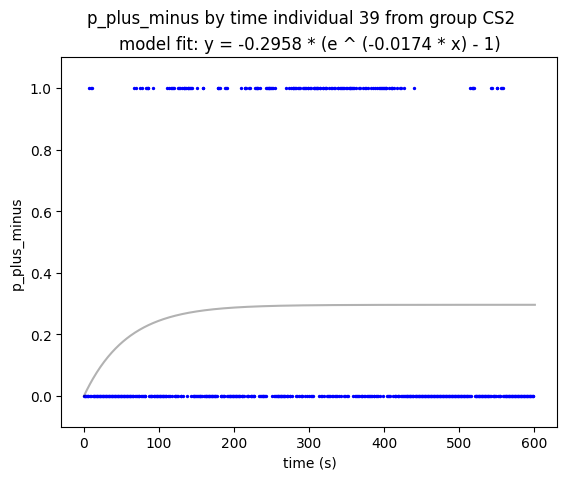 p_plus_minus by time individual 39 from group CS2
model fit: y = -0.2958 * (e ^ (-0.0174 * x) - 1)
1.0
0.8
0.6
0.4
0.2
0.0
p_plus_minus
0 100 200 300 400 500 600
time (s)